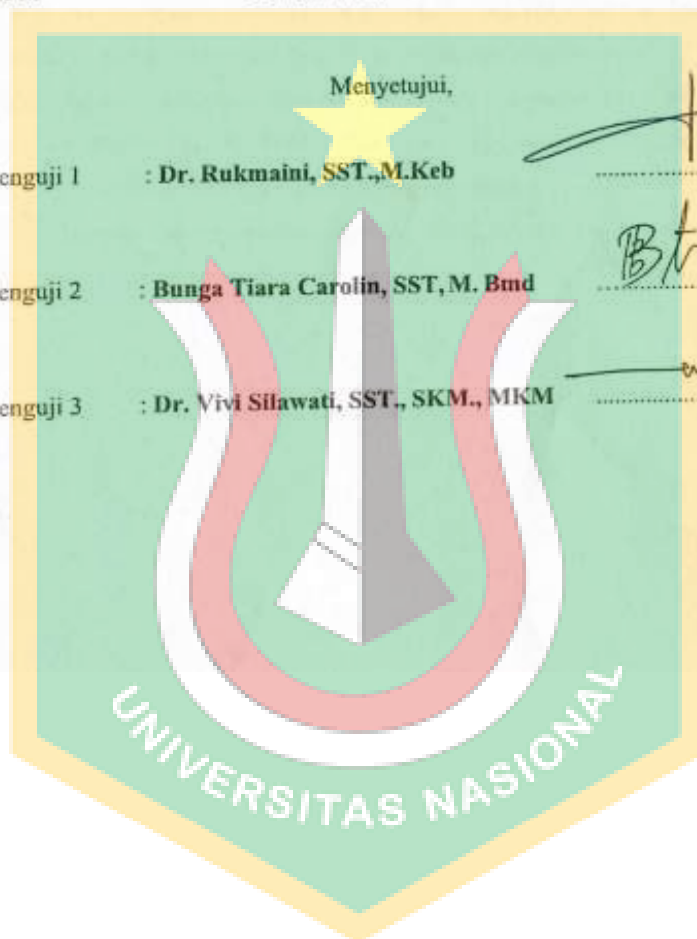 Menyetujui,
enguji 1 : Dr. Rukmaini, SST.,M.Keb ..............
enguji 2 : Bunga Tiara Carolin, SST, M. Bmd ..............
enguji 3 : Dr. Vivi Silawati, SST., SKM., MKM ..............
UNIVERSITAS NASIONAL